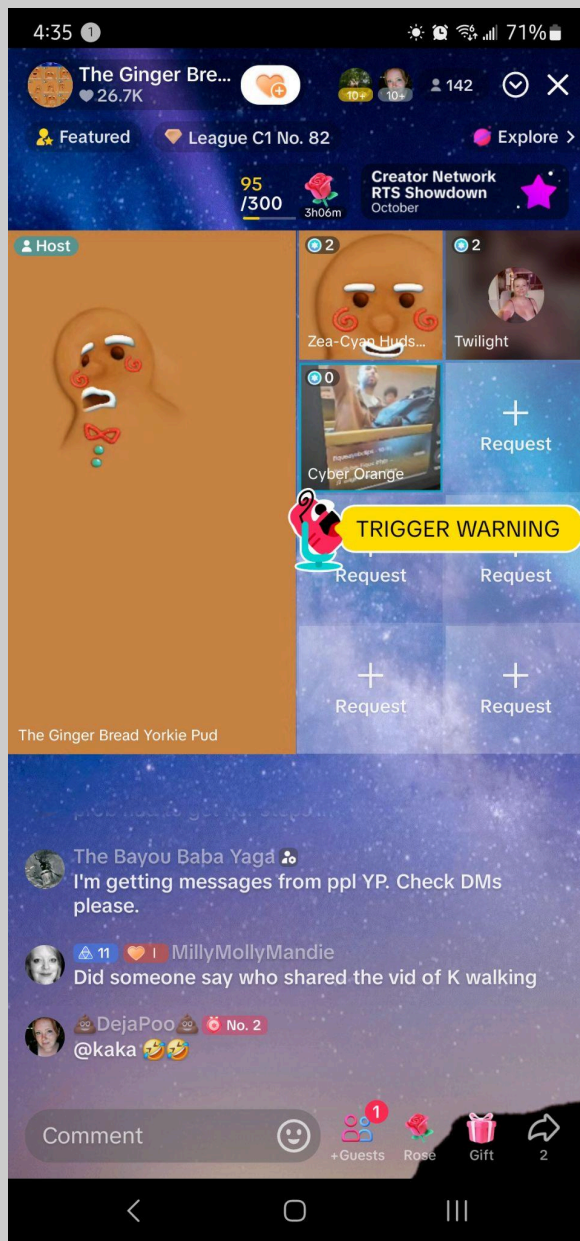 4:35 1 71%
The Ginger Bre...
26.7K
10+ 10+ 142
Featured League C1 No. 82 Explore
95
/300
3h06m
Creator Network
RTS Showdown
October
Host
2
Zea-Cyan Huds...
2
Twilight
0
Cyber Orange
Request
TRIGGER WARNING
Request Request
Request Request
The Ginger Bread Yorkie Pud
The Bayou Baba Yaga
I'm getting messages from ppl YP. Check DMs
please.
11 I MillyMollyMandie
Did someone say who shared the vid of K walking
💩DejaPoo💩 No. 2
@kaka 🤣🤣
Comment
1
+Guests Rose Gift 2